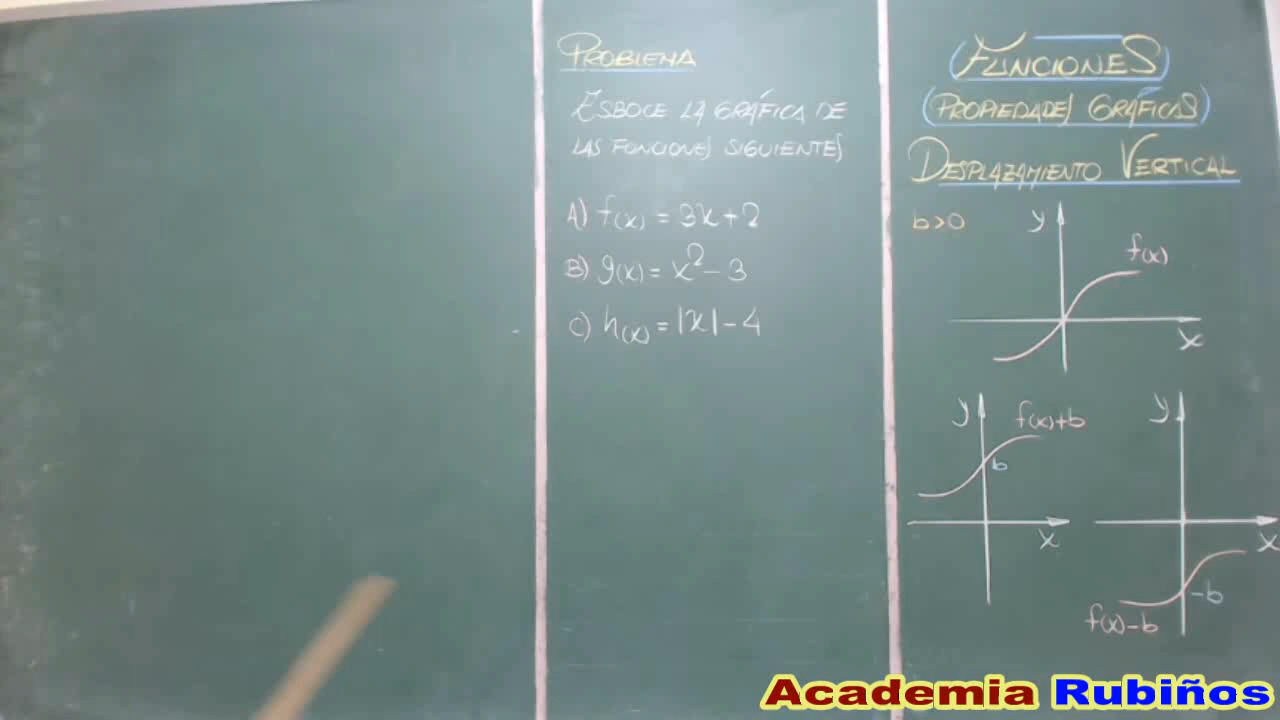 PROBLEMA
ESBOCE LA GRÁFICA DE
LAS FUNCIONES SIGUIENTES
A) f(x) = 3x+2
B) g(x) = x²-3
C) h(x) = |x|-4
(FUNCIONES)
(PROPIEDADES GRÁFICAS)
DESPLAZAMIENTO VERTICAL
b>0
y
f(x)
x
y
f(x)+b
b
x
y
x
-b
f(x)-b
Academia Rubiños